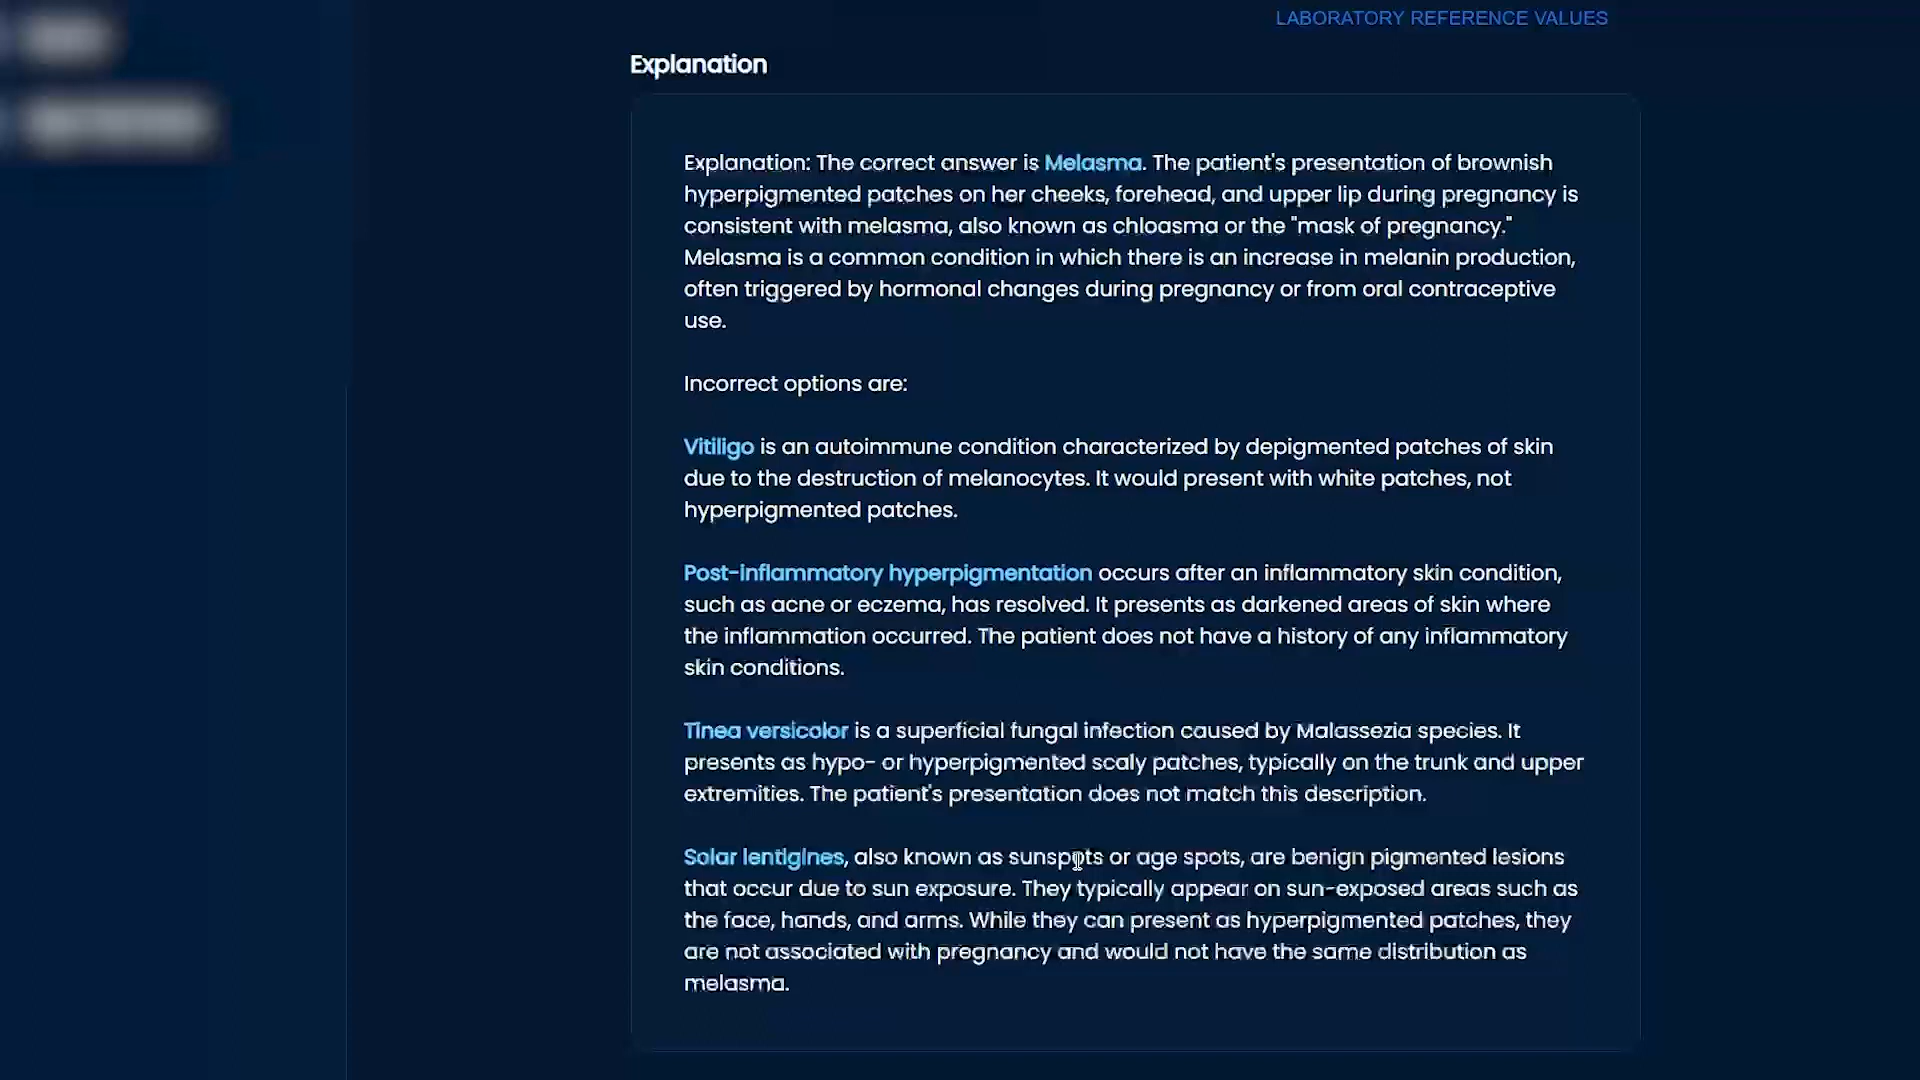 LABORATORY REFERENCE VALUES
Explanation
Explanation: The correct answer is Melasma. The patient's presentation of brownish
hyperpigmented patches on her cheeks, forehead, and upper lip during pregnancy is
consistent with melasma, also known as chloasma or the "mask of pregnancy."
Melasma is a common condition in which there is an increase in melanin production,
often triggered by hormonal changes during pregnancy or from oral contraceptive
use.
Incorrect options are:
Vitiligo is an autoimmune condition characterized by depigmented patches of skin
due to the destruction of melanocytes. It would present with white patches, not
hyperpigmented patches.
Post-inflammatory hyperpigmentation occurs after an inflammatory skin condition,
such as acne or eczema, has resolved. It presents as darkened areas of skin where
the inflammation occurred. The patient does not have a history of any inflammatory
skin conditions.
Tinea versicolor is a superficial fungal infection caused by Malassezia species. It
presents as hypo- or hyperpigmented scaly patches, typically on the trunk and upper
extremities. The patient's presentation does not match this description.
Solar lentigines, also known as sunspots or age spots, are benign pigmented lesions
that occur due to sun exposure. They typically appear on sun-exposed areas such as
the face, hands, and arms. While they can present as hyperpigmented patches, they
are not associated with pregnancy and would not have the same distribution as
melasma.